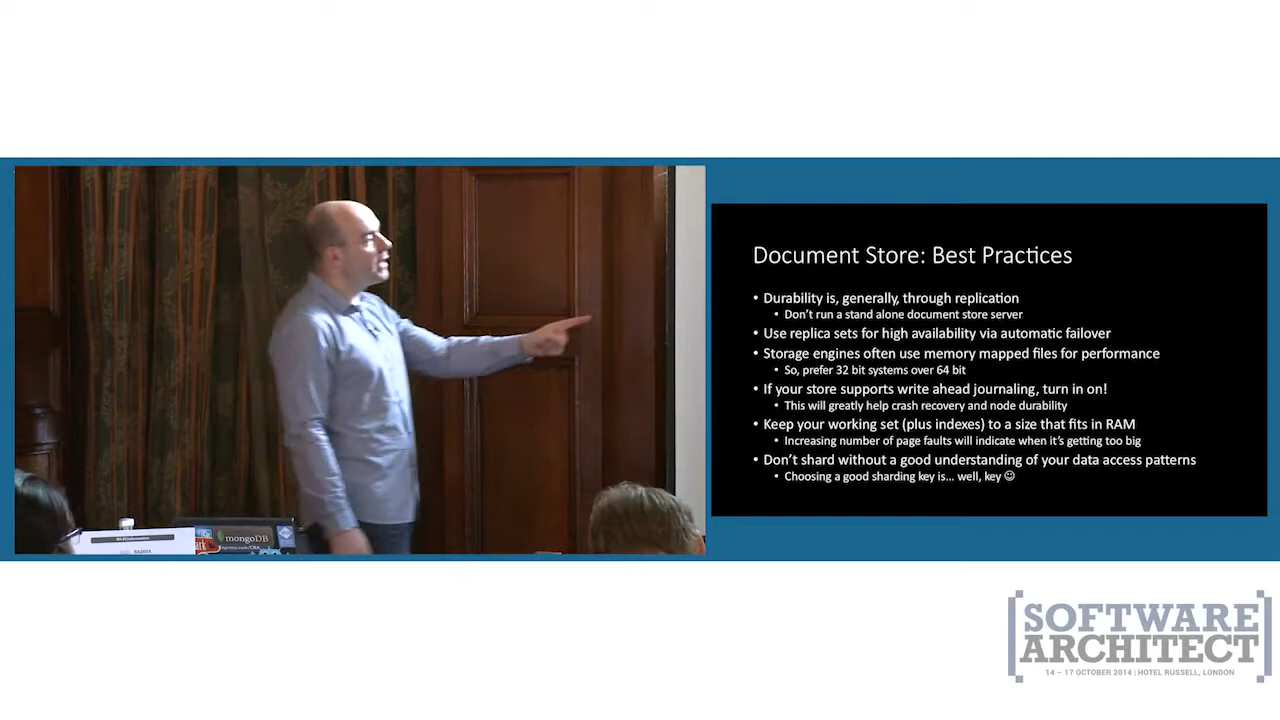 Document Store: Best Practices
• Durability is, generally, through replication
• Don't run a stand alone document store server
• Use replica sets for high availability via automatic failover
• Storage engines often use memory mapped files for performance
• So, prefer 32 bit systems over 64 bit
• If your store supports write ahead journaling, turn in on!
• This will greatly help crash recovery and node durability
• Keep your working set (plus indexes) to a size that fits in RAM
• Increasing number of page faults will indicate when it's getting too big
• Don't shard without a good understanding of your data access patterns
• Choosing a good sharding key is... well, key ☺
mongoDB
[SOFTWARE
ARCHITECT]
14 – 17 OCTOBER 2014 | HOTEL RUSSELL, LONDON